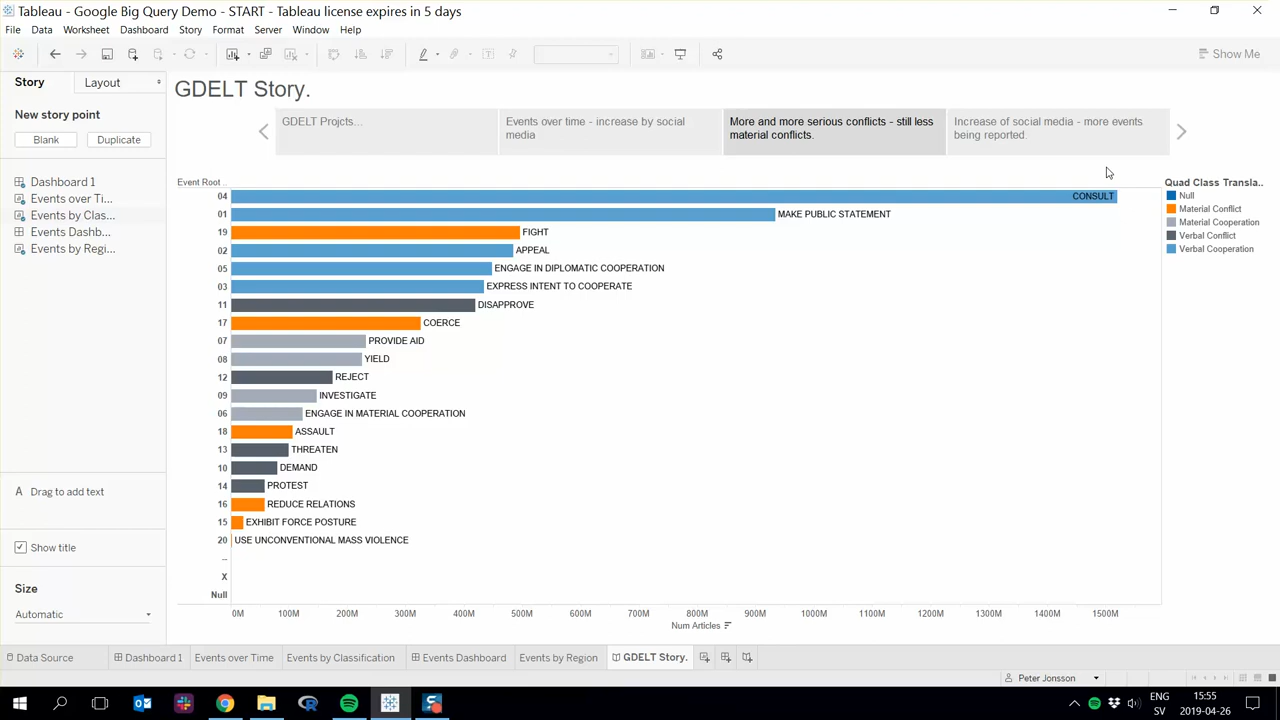 Tableau - Google Big Query Demo - START - Tableau license expires in 5 days
File Data Worksheet Dashboard Story Analysis Map Format Server Window Help
Show Me
Story Layout
New story point
Blank Duplicate
Dashboard 1
Events over Ti...
Events by Clas...
Events Dashb...
Events by Regi...
A Drag to add text
Show title
Size
Automatic
GDELT Story.
GDELT Projcts...
Events over time - increase by social
media
More and more serious conflicts - still less
material conflicts.
Increase of social media - more events
being reported.
Event Root ..
04 CONSULT
01 MAKE PUBLIC STATEMENT
19 FIGHT
02 APPEAL
05 ENGAGE IN DIPLOMATIC COOPERATION
03 EXPRESS INTENT TO COOPERATE
11 DISAPPROVE
17 COERCE
07 PROVIDE AID
08 YIELD
12 REJECT
09 INVESTIGATE
06 ENGAGE IN MATERIAL COOPERATION
18 ASSAULT
13 THREATEN
10 DEMAND
14 PROTEST
16 REDUCE RELATIONS
15 EXHIBIT FORCE POSTURE
20 USE UNCONVENTIONAL MASS VIOLENCE
--
X
Null
0M 100M 200M 300M 400M 500M 600M 700M 800M 900M 1000M 1100M 1200M 1300M 1400M 1500M
Num Articles
Quad Class Transla..
Null
Material Conflict
Material Cooperation
Verbal Conflict
Verbal Cooperation
Data Source Dashboard 1 Events over Time Events by Classification Events Dashboard Events by Region GDELT Story.
Peter Jonsson
ENG
SV
15:55
2019-04-26